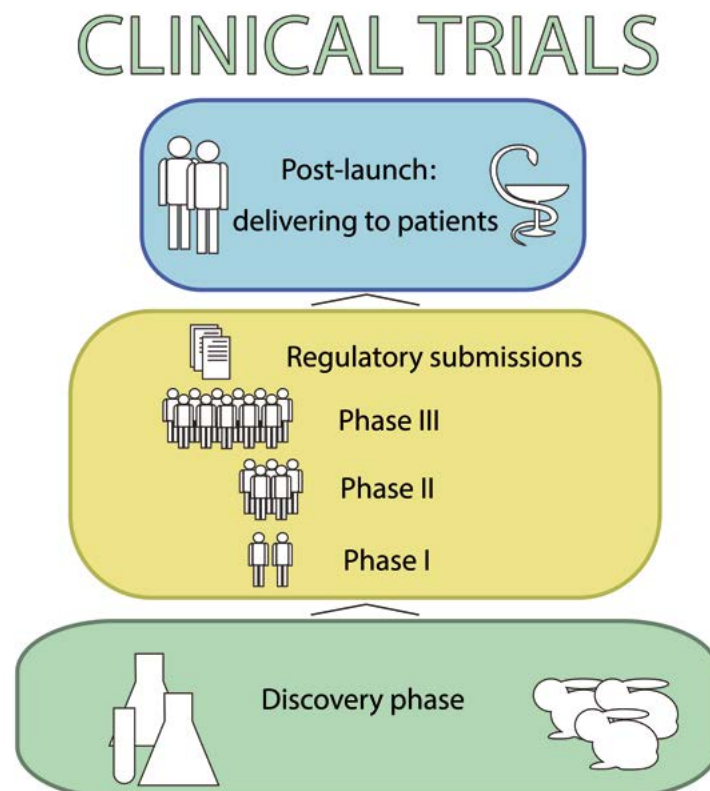 CLINICAL TRIALS
Post-launch:
delivering to patients
Regulatory submissions
Phase III
Phase II
Phase I
Discovery phase